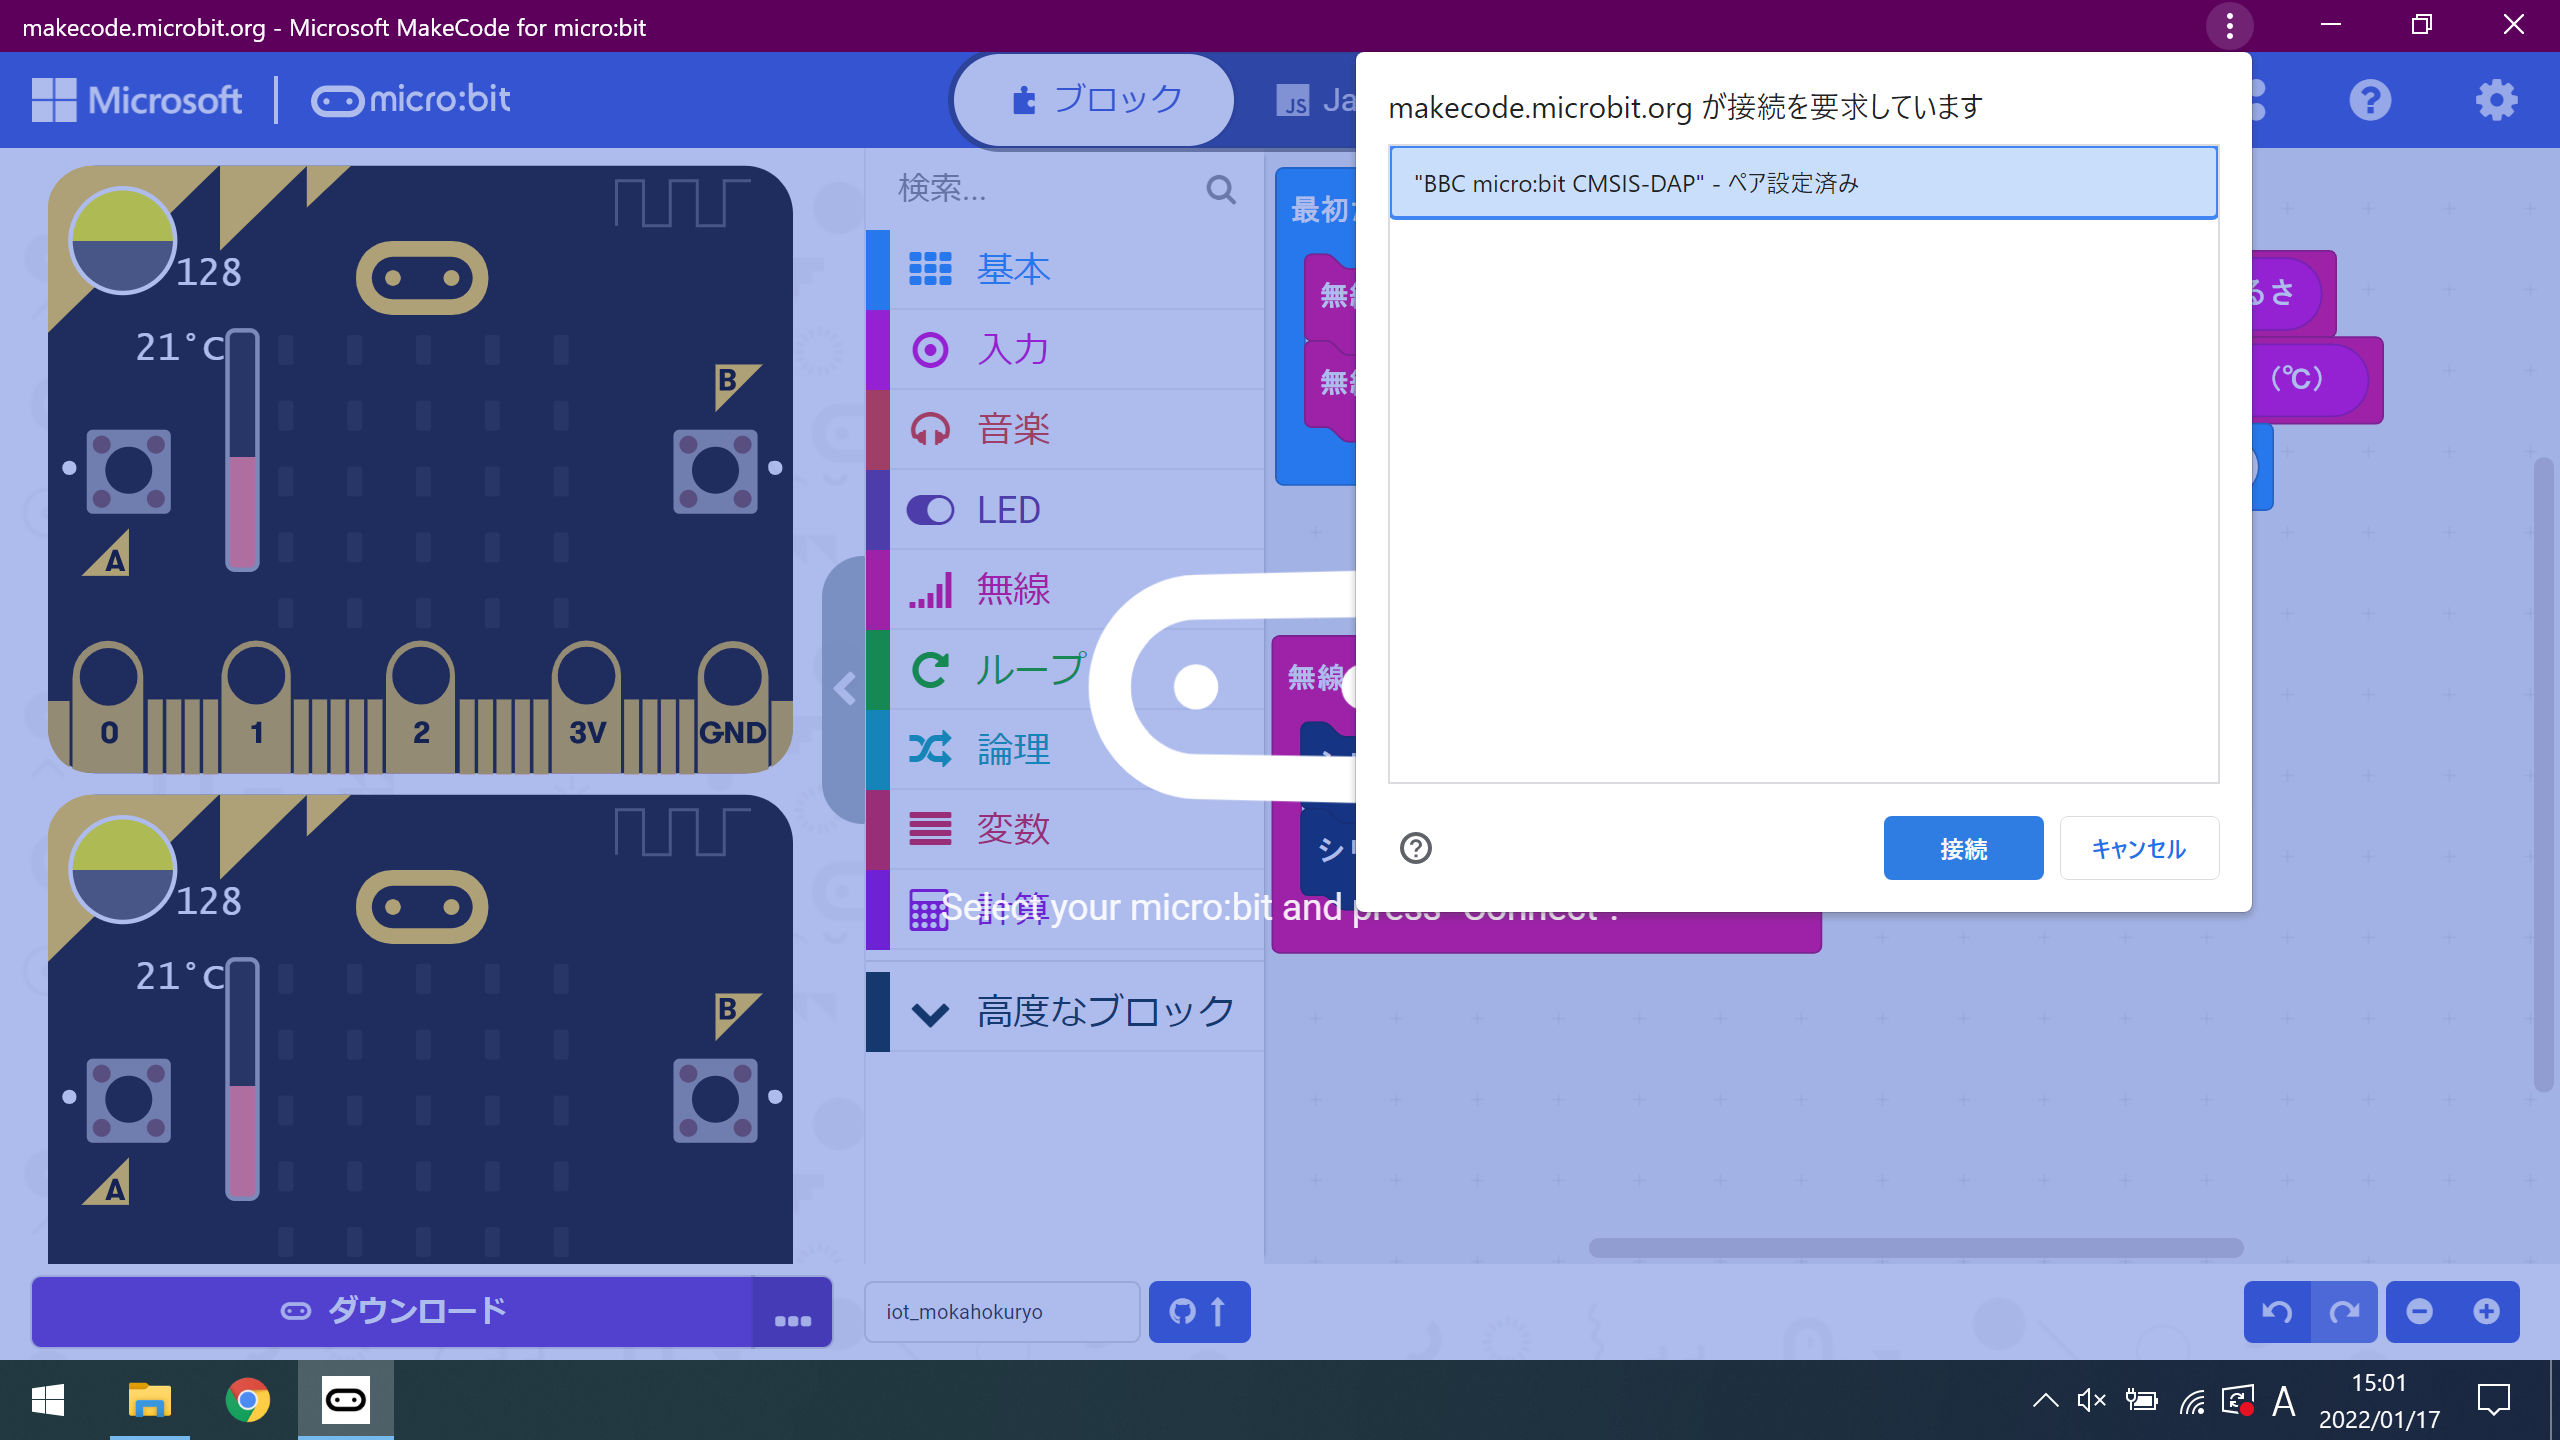 makecode.microbit.org - Microsoft MakeCode for micro:bit
Microsoft
micro:bit
ブロック
JS
makecode.microbit.org が接続を要求しています
"BBC micro:bit CMSIS-DAP" - ペア設定済み
接続
キャンセル
128
21°C
B
A
0
1
2
3V
GND
128
21°C
B
A
検索...
基本
入力
音楽
LED
無線
ループ
論理
変数
計算
高度なブロック
最初
るさ
(℃)
無線
シ
Select your micro:bit and press "Connect".
ダウンロード
...
iot_mokahokuryo
A
15:01
2022/01/17